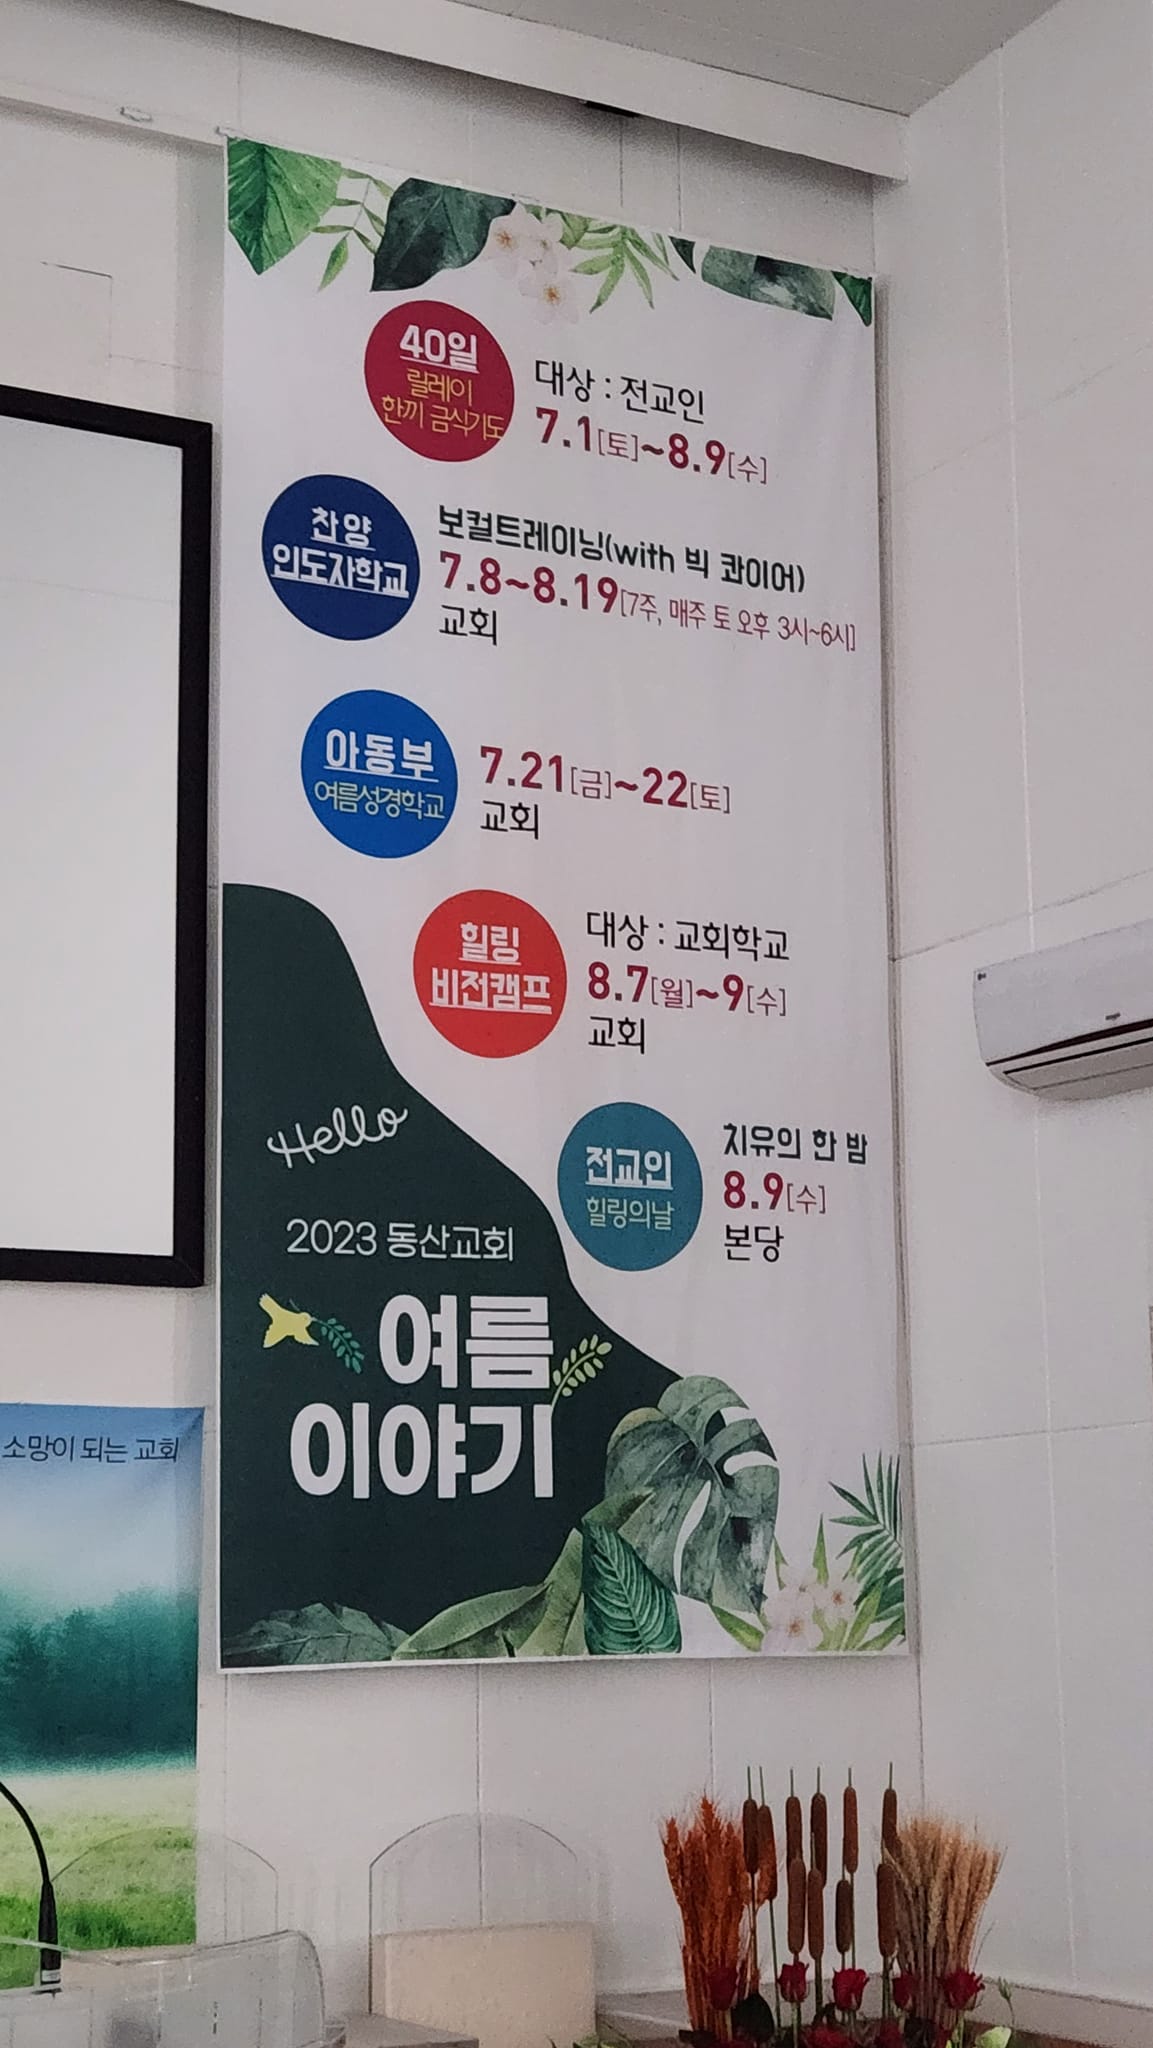 40일
릴레이
한끼 금식기도
대상 : 전교인
7.1[토]~8.9[수]
찬양
인도자학교
보컬트레이닝(with 빅 콰이어)
7.8~8.19[7주, 매주 토 오후 3시~6시]
교회
아동부
여름성경학교
7.21[금]~22[토]
교회
힐링
비전캠프
대상 : 교회학교
8.7[월]~9[수]
교회
전교인
힐링의날
치유의 한 밤
8.9[수]
본당
Hello
2023 동산교회
여름
이야기
소망이 되는 교회